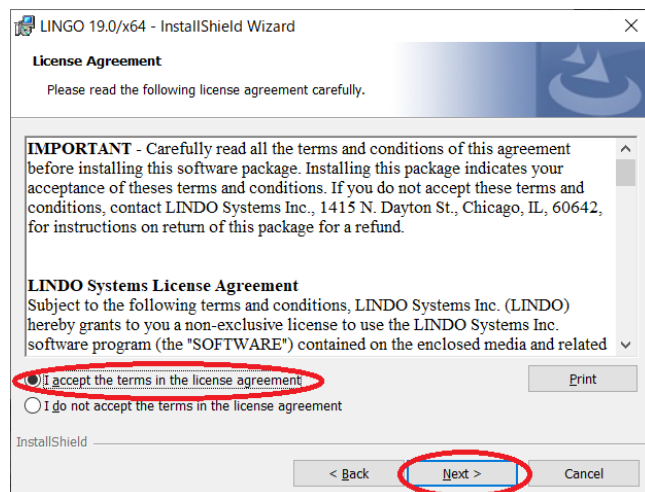 LINGO 19.0/x64 - InstallShield Wizard
License Agreement
Please read the following license agreement carefully.
IMPORTANT - Carefully read all the terms and conditions of this agreement
before installing this software package. Installing this package indicates your
acceptance of theses terms and conditions. If you do not accept these terms and
conditions, contact LINDO Systems Inc., 1415 N. Dayton St., Chicago, IL, 60642,
for instructions on return of this package for a refund.
LINDO Systems License Agreement
Subject to the following terms and conditions, LINDO Systems Inc. (LINDO)
hereby grants to you a non-exclusive license to use the LINDO Systems Inc.
software program (the "SOFTWARE") contained on the enclosed media and related
I accept the terms in the license agreement
Print
I do not accept the terms in the license agreement
InstallShield
< Back
Next >
Cancel